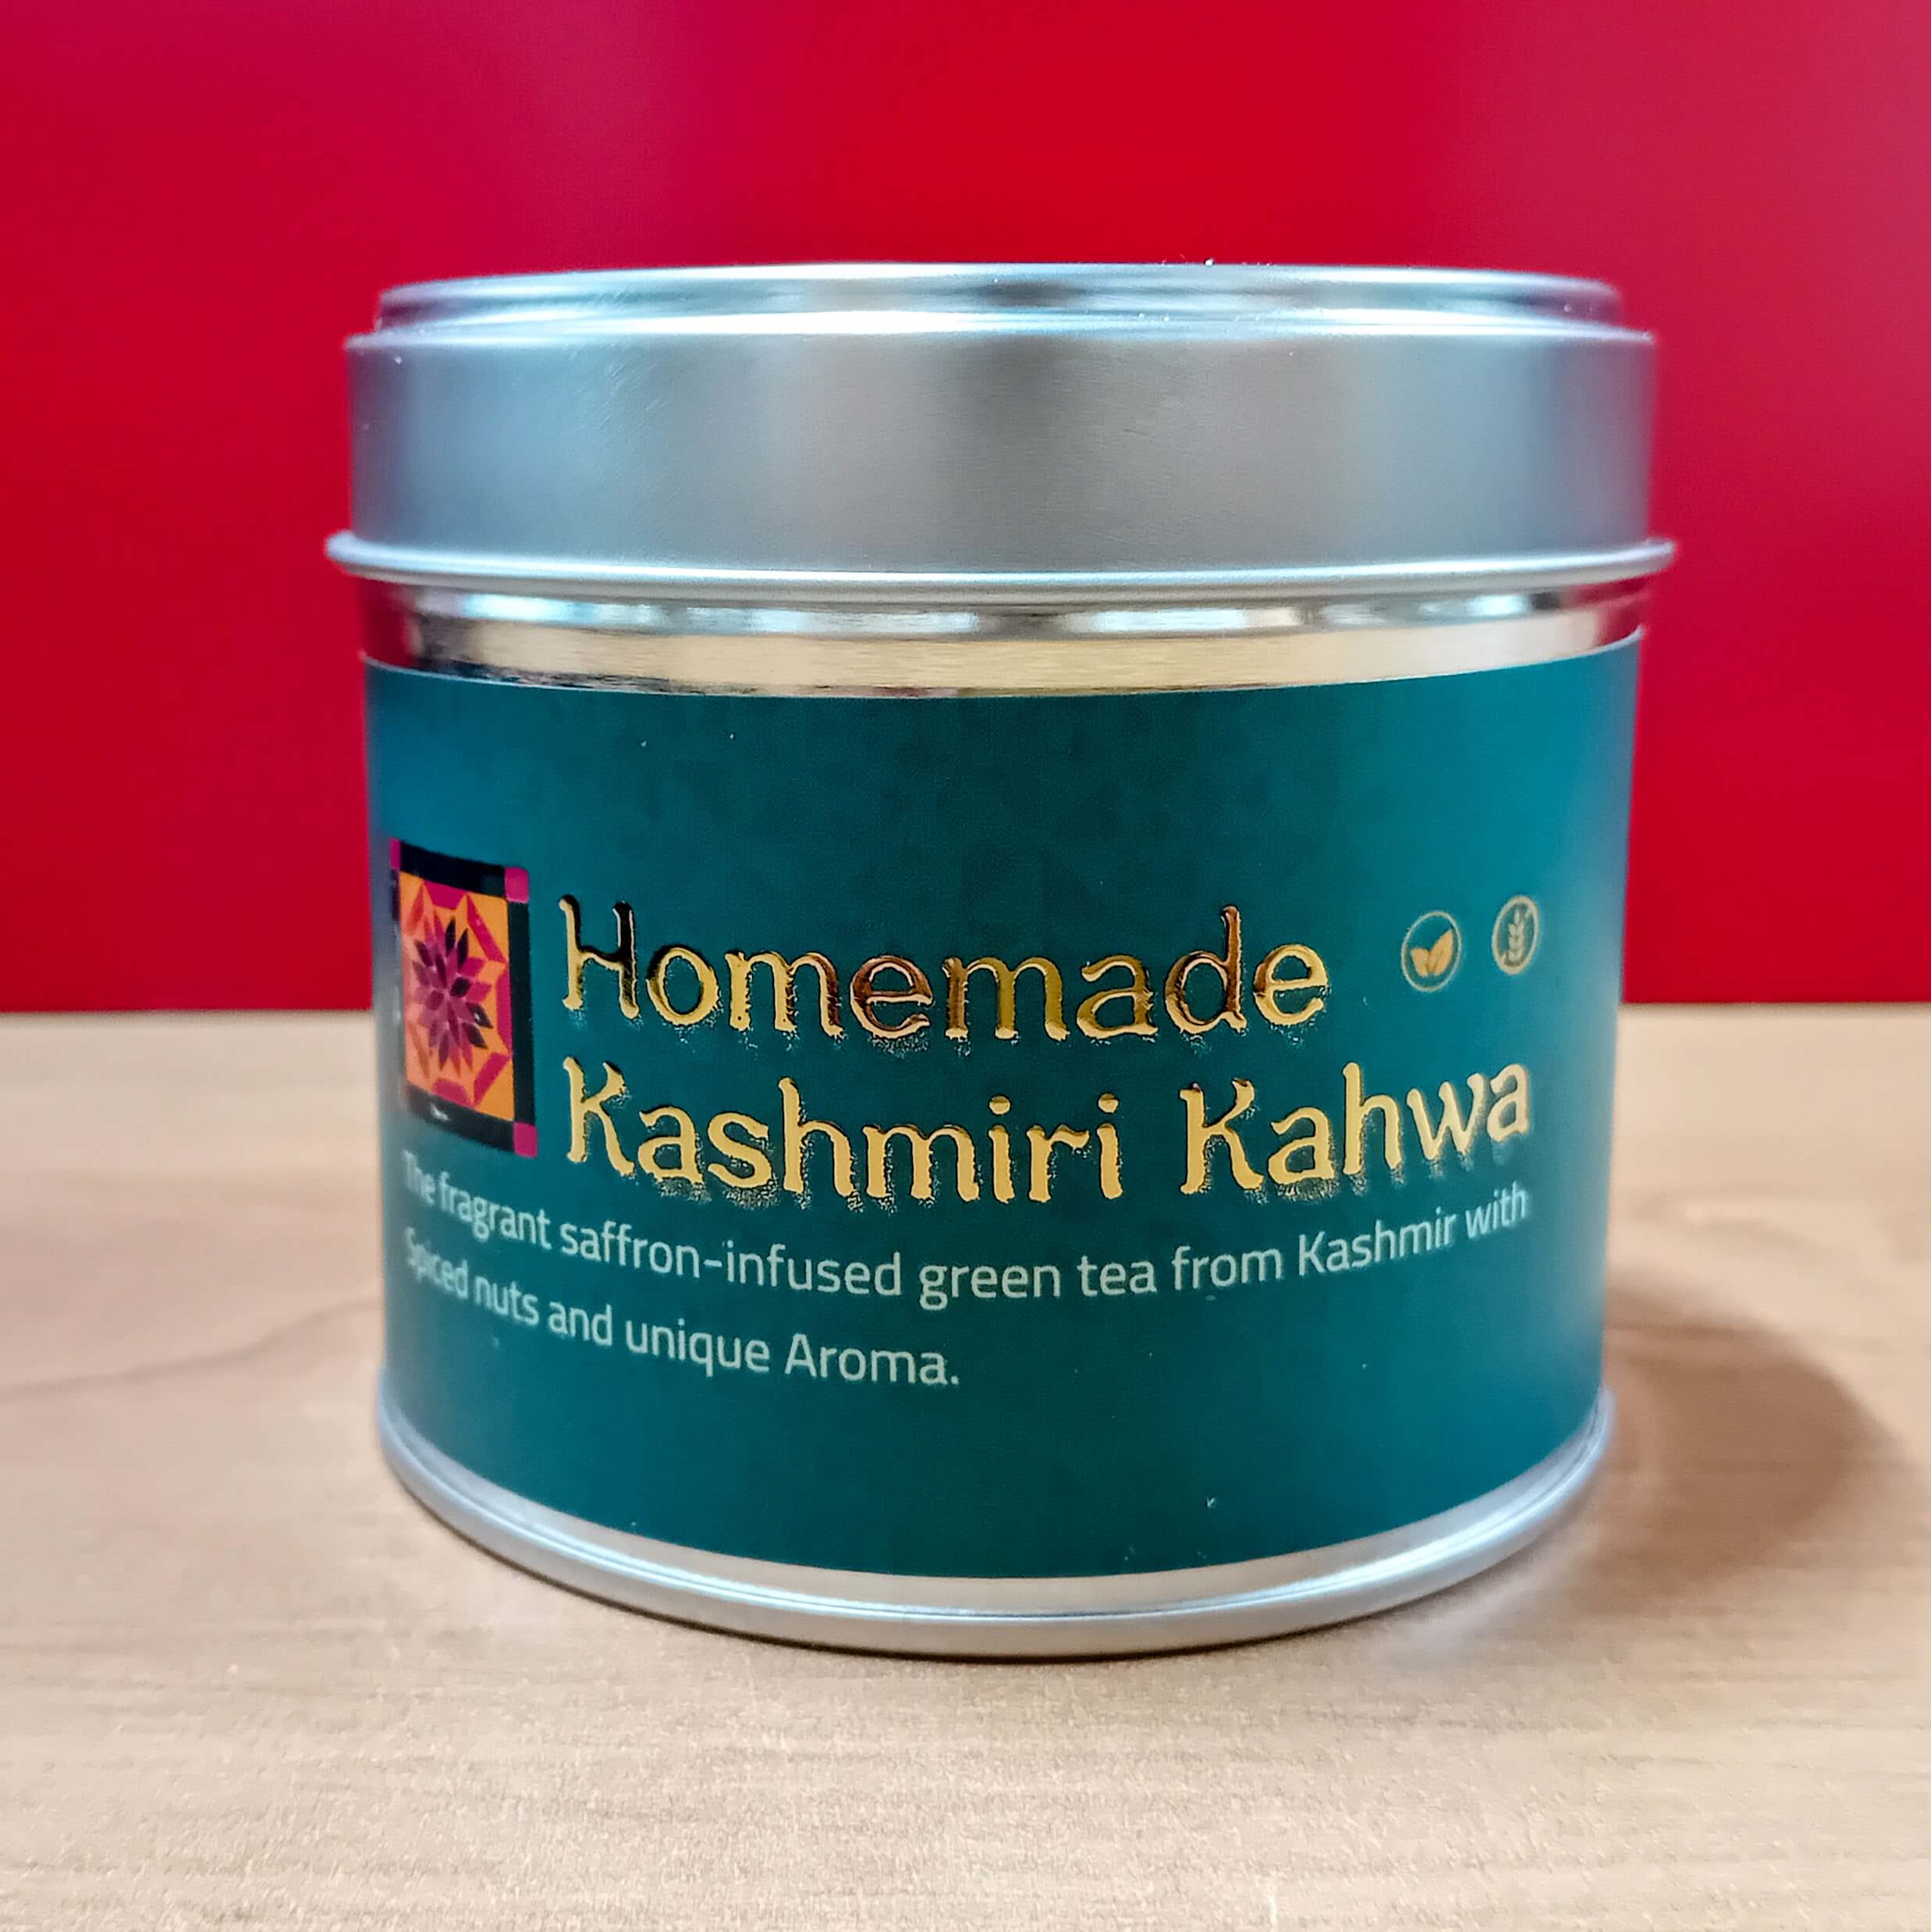 Homemade
Kashmiri Kahwa
The fragrant saffron-infused green tea from Kashmir with
Spiced nuts and unique Aroma.